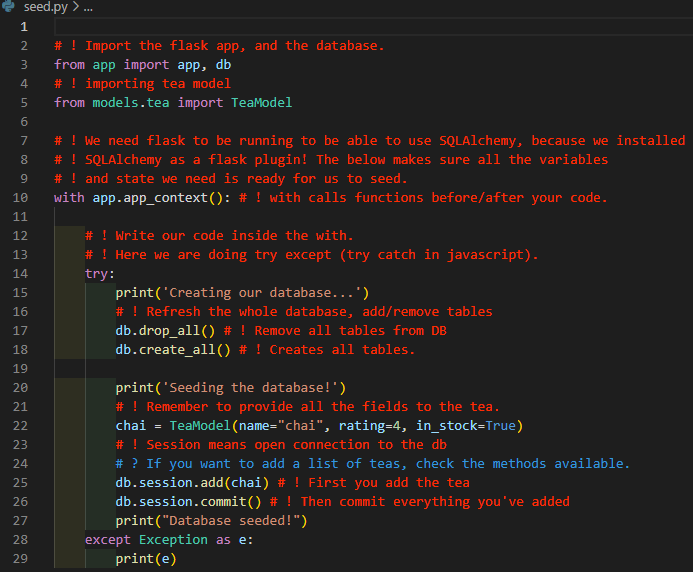 seed.py > ...
1
2 # ! Import the flask app, and the database.
3 from app import app, db
4 # ! importing tea model
5 from models.tea import TeaModel
6
7 # ! We need flask to be running to be able to use SQLAlchemy, because we installed
8 # ! SQLAlchemy as a flask plugin! The below makes sure all the variables
9 # ! and state we need is ready for us to seed.
10 with app.app_context(): # ! with calls functions before/after your code.
11
12     # ! Write our code inside the with.
13     # ! Here we are doing try except (try catch in javascript).
14     try:
15         print('Creating our database...')
16         # ! Refresh the whole database, add/remove tables
17         db.drop_all() # ! Remove all tables from DB
18         db.create_all() # ! Creates all tables.
19
20         print('Seeding the database!')
21         # ! Remember to provide all the fields to the tea.
22         chai = TeaModel(name="chai", rating=4, in_stock=True)
23         # ! Session means open connection to the db
24         # ? If you want to add a list of teas, check the methods available.
25         db.session.add(chai) # ! First you add the tea
26         db.session.commit() # ! Then commit everything you've added
27         print("Database seeded!")
28     except Exception as e:
29         print(e)